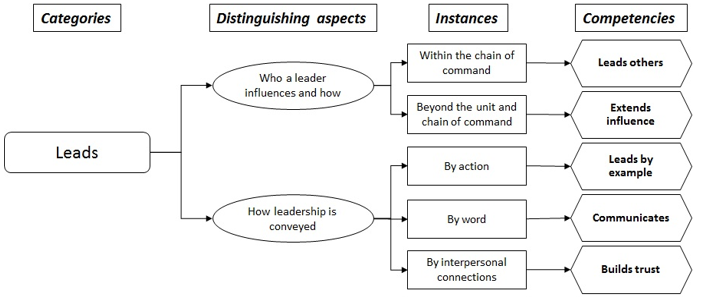 Categories
Distinguishing aspects
Instances
Competencies
Leads
Who a leader
influences and how
Within the chain of
command
Leads others
Beyond the unit and
chain of command
Extends
influence
How leadership is
conveyed
By action
Leads by
example
By word
Communicates
By interpersonal
connections
Builds trust